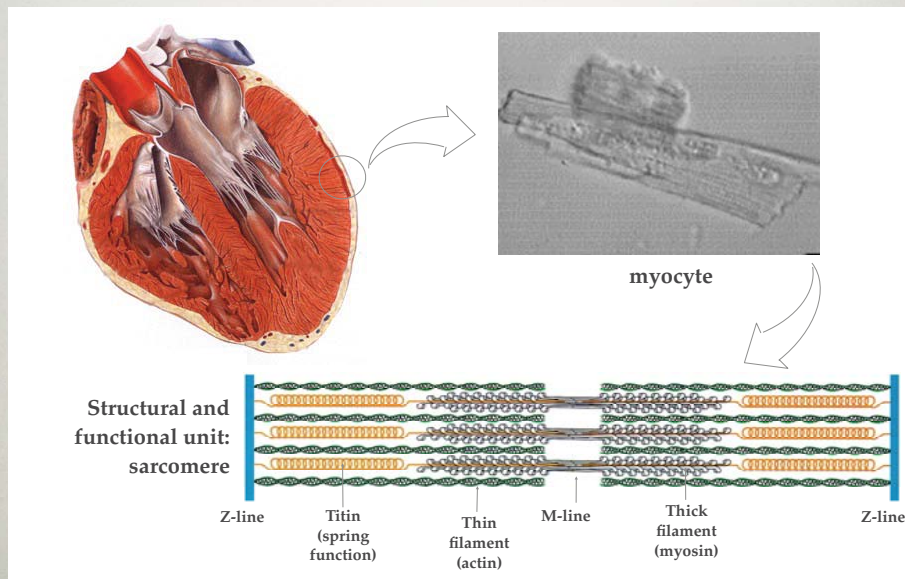 myocyte
Structural and
functional unit:
sarcomere
Z-line
Titin
(spring
function)
Thin
filament
(actin)
M-line
Thick
filament
(myosin)
Z-line